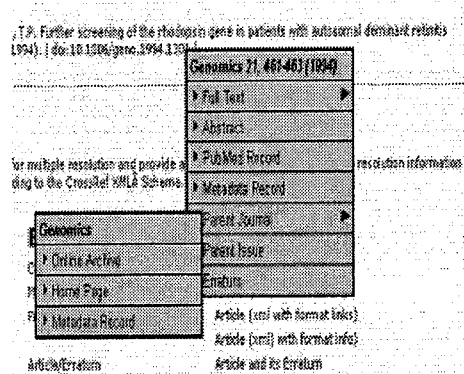 , T.P. Further screening of the rhodopsin gene in patients with autosomal dominant retinitis
1994). [ doi:10.1006/geno.1994.
Genomics 21, 461-463 (1994)
Full Text
Abstract
PubMed Record
Metadata Record
Parent Journal
Parent Issue
Erratum
for multiple resolution and provide a
resolution information
ding to the CrossRef XMLA Scheme.
Genomics
Online Archive
Home Page
Metadata Record
Article (xml with format links)
Article (xml) with format info)
Article/Erratum
Article and its Erratum